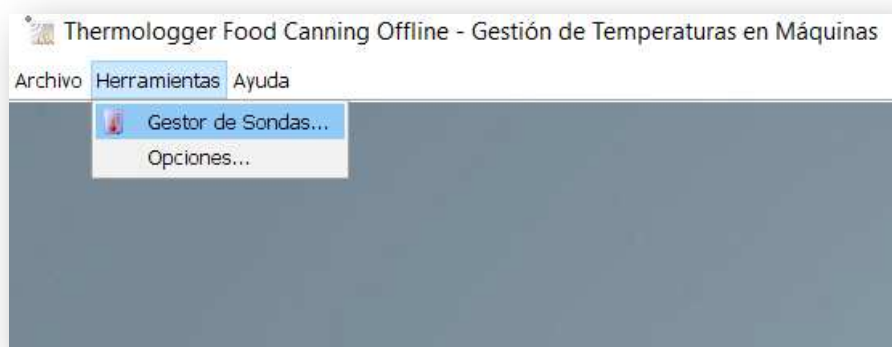 Thermologger Food Canning Offline - Gestión de Temperaturas en Máquinas
Archivo Herramientas Ayuda
Gestor de Sondas...
Opciones...